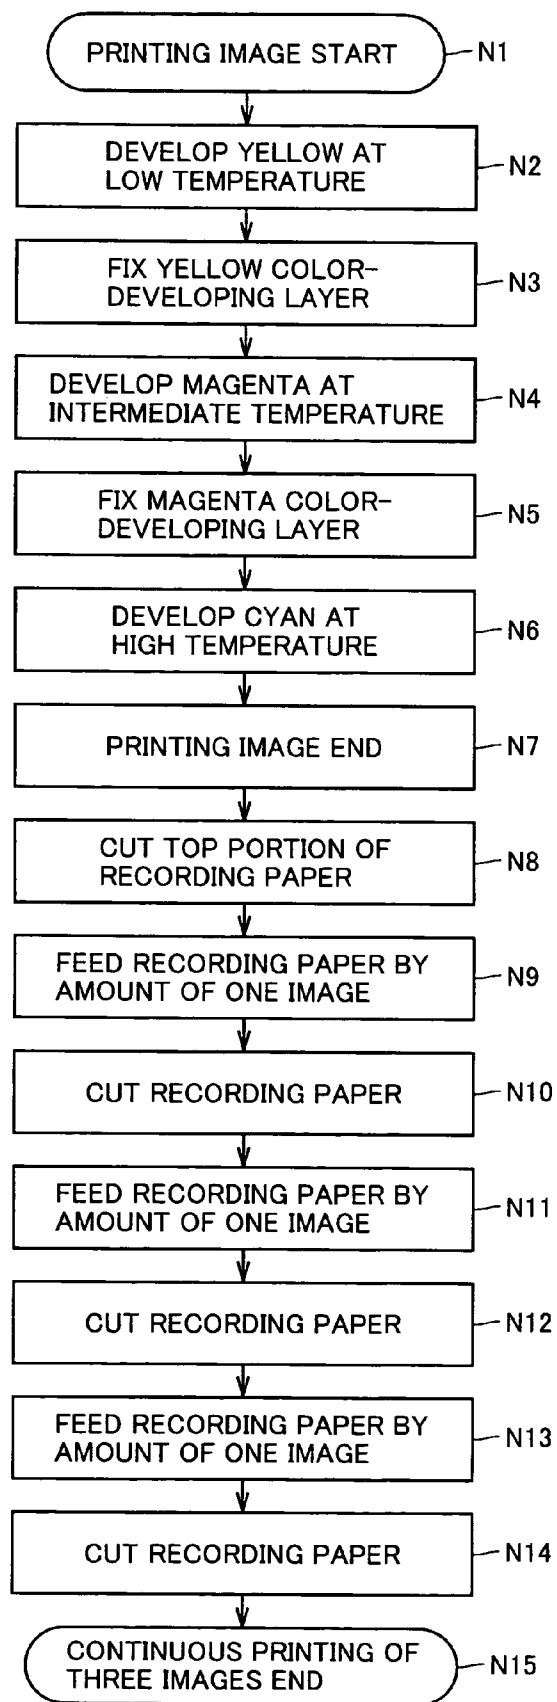 PRINTING IMAGE START
N1
DEVELOP YELLOW AT
LOW TEMPERATURE
N2
FIX YELLOW COLOR-
DEVELOPING LAYER
N3
DEVELOP MAGENTA AT
INTERMEDIATE TEMPERATURE
N4
FIX MAGENTA COLOR-
DEVELOPING LAYER
N5
DEVELOP CYAN AT
HIGH TEMPERATURE
N6
PRINTING IMAGE END
N7
CUT TOP PORTION OF
RECORDING PAPER
N8
FEED RECORDING PAPER BY
AMOUNT OF ONE IMAGE
N9
CUT RECORDING PAPER
N10
FEED RECORDING PAPER BY
AMOUNT OF ONE IMAGE
N11
CUT RECORDING PAPER
N12
FEED RECORDING PAPER BY
AMOUNT OF ONE IMAGE
N13
CUT RECORDING PAPER
N14
CONTINUOUS PRINTING OF
THREE IMAGES END
N15